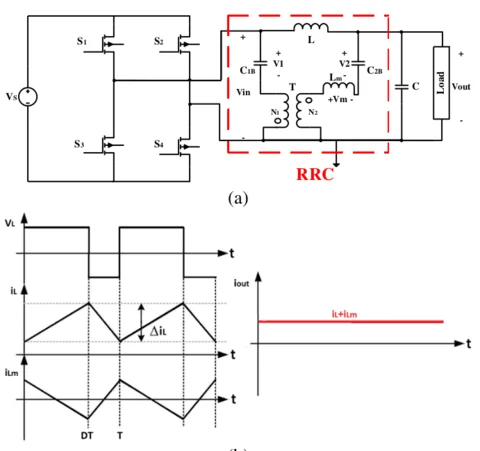 S1
S2
S3
S4
VS
+
Vin
-
C1B
+
V1
-
L
T
N1
N2
+
V2
-
Lm
+Vm -
C2B
C
Load
+
Vout
-
RRC
(a)
VL
t
iL
ΔiL
t
iLm
t
DT
T
iout
iL+iLm
t